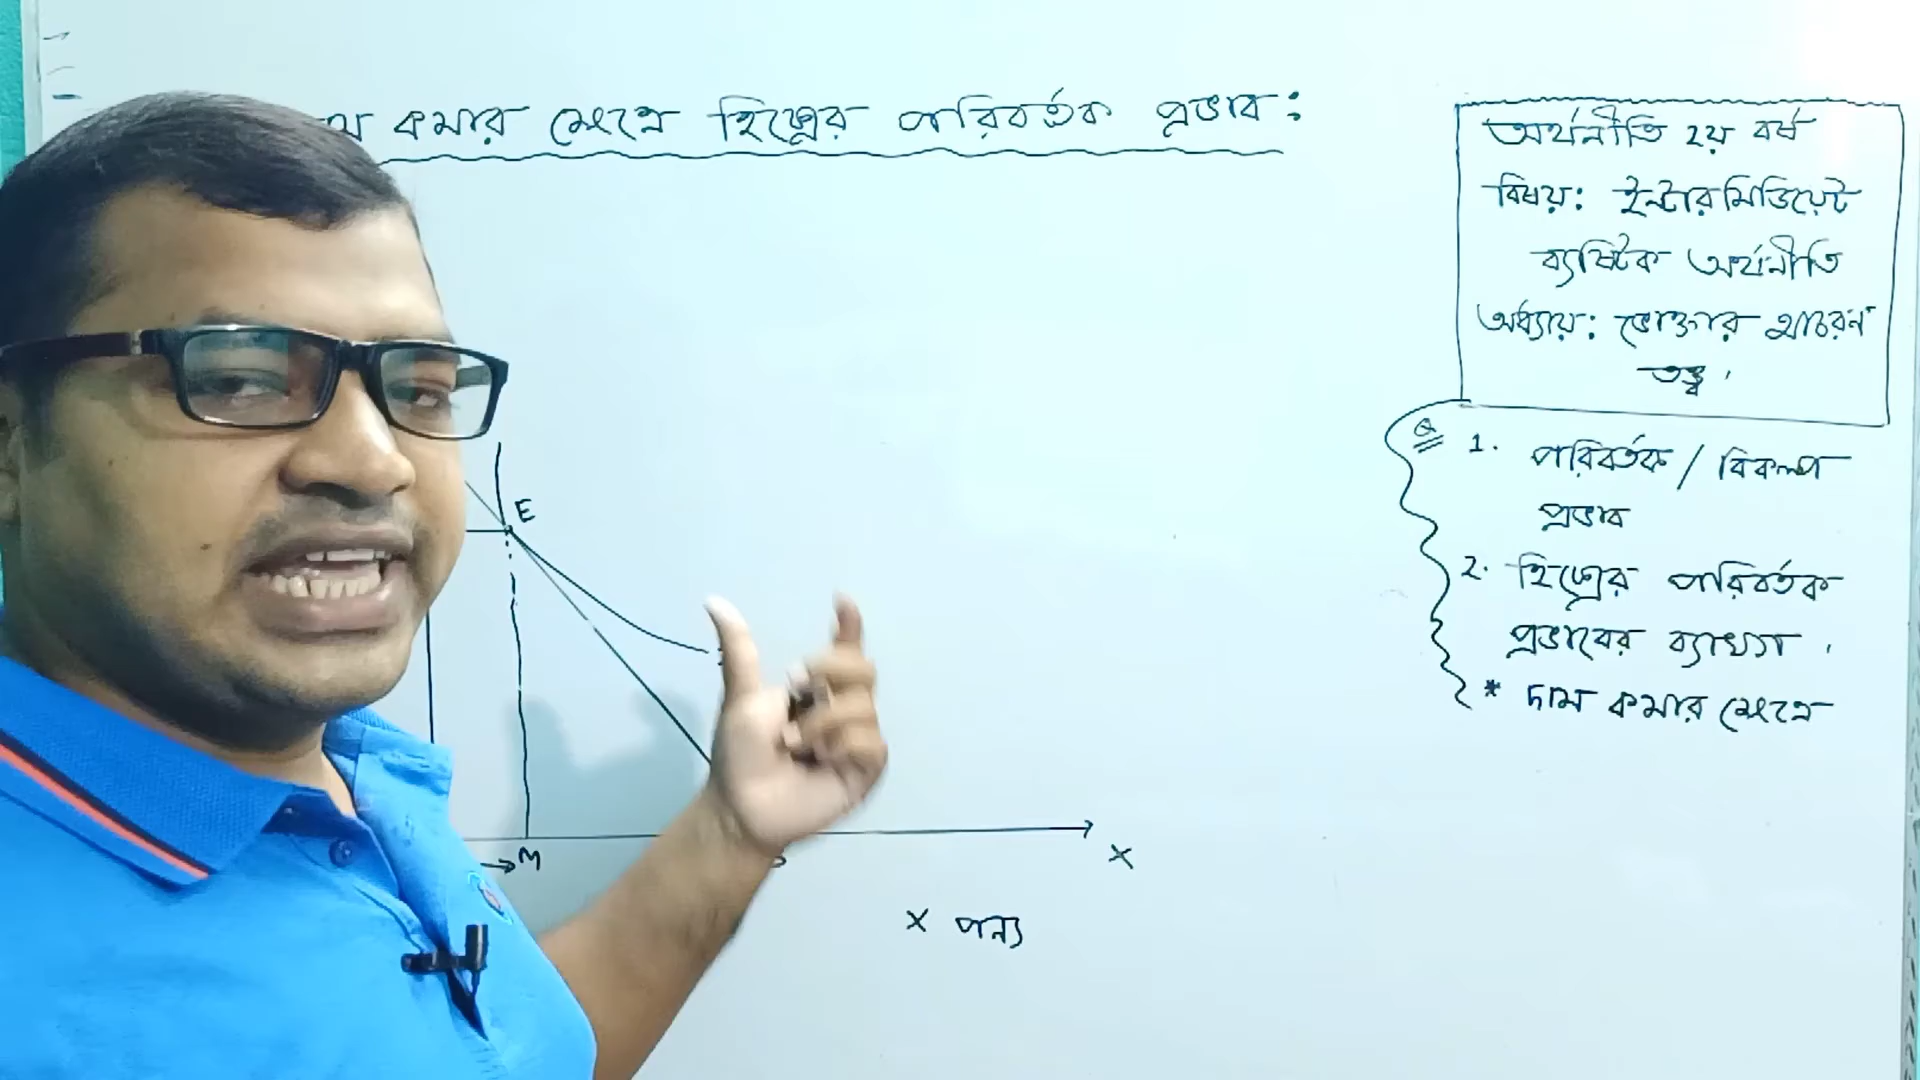 কমার ক্ষেত্রে হিক্সের পরিবর্তক প্রভাব:
অর্থনীতি ২য় বর্ষ
বিষয়: ইন্টারমিডিয়েট
ব্যষ্টিক অর্থনীতি
অধ্যায়: ভোক্তার আচরন
তত্ত্ব।
Q 1. পরিবর্তক / বিকল্প
প্রভাব
2. হিক্সের পরিবর্তক
প্রভাবের ব্যাখ্যা।
* দাম কমার ক্ষেত্রে
E
M
X
X পন্য